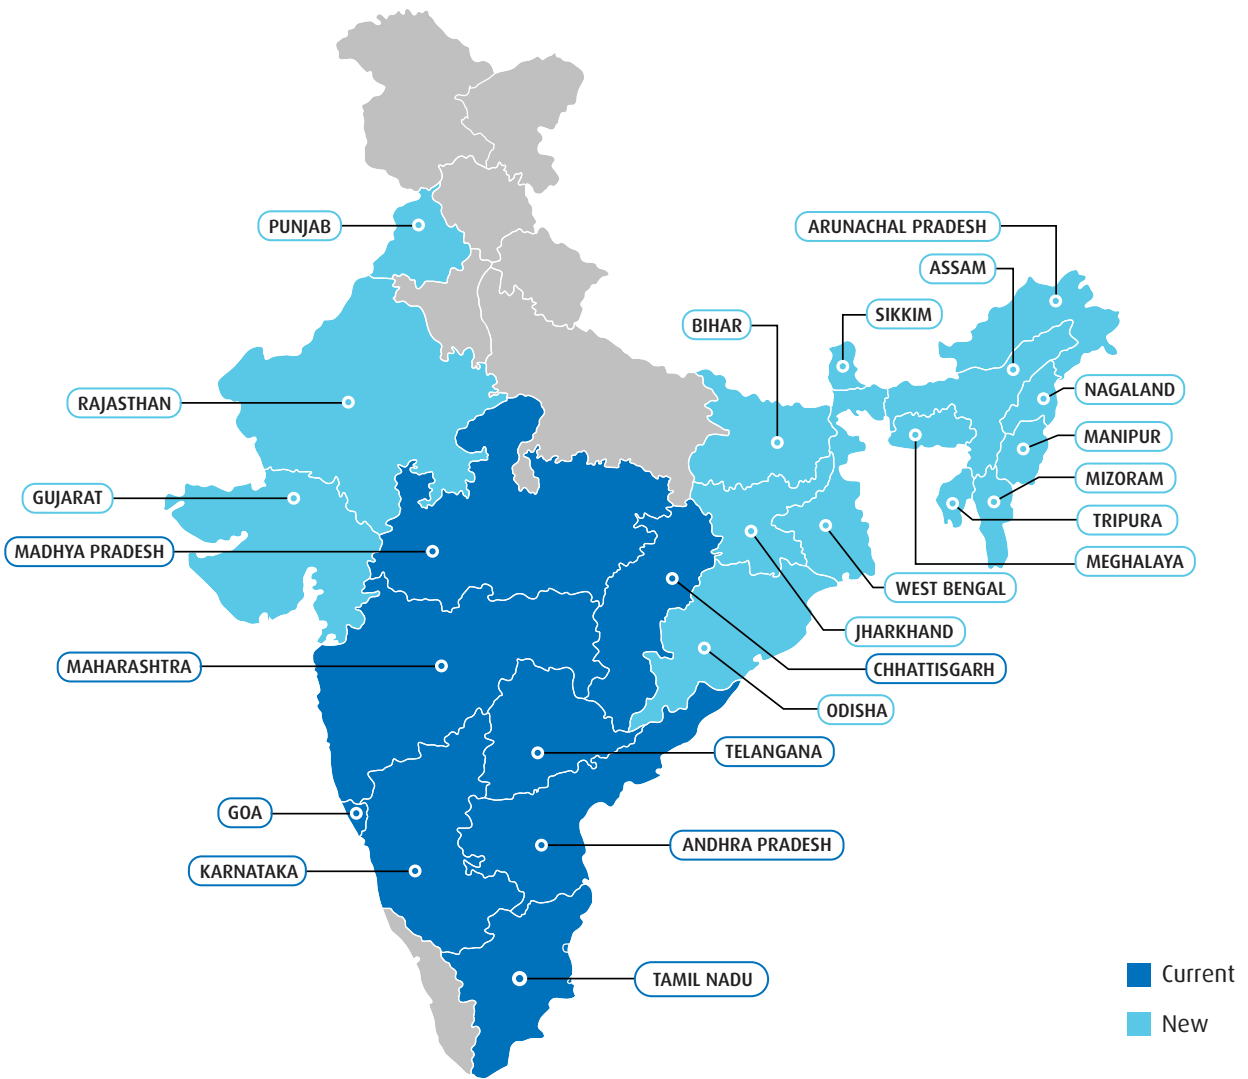 PUNJAB
ARUNACHAL PRADESH
ASSAM
SIKKIM
BIHAR
RAJASTHAN
NAGALAND
MANIPUR
MIZORAM
GUJARAT
TRIPURA
MADHYA PRADESH
MEGHALAYA
WEST BENGAL
JHARKHAND
MAHARASHTRA
CHHATTISGARH
ODISHA
TELANGANA
GOA
ANDHRA PRADESH
KARNATAKA
TAMIL NADU
Current
New